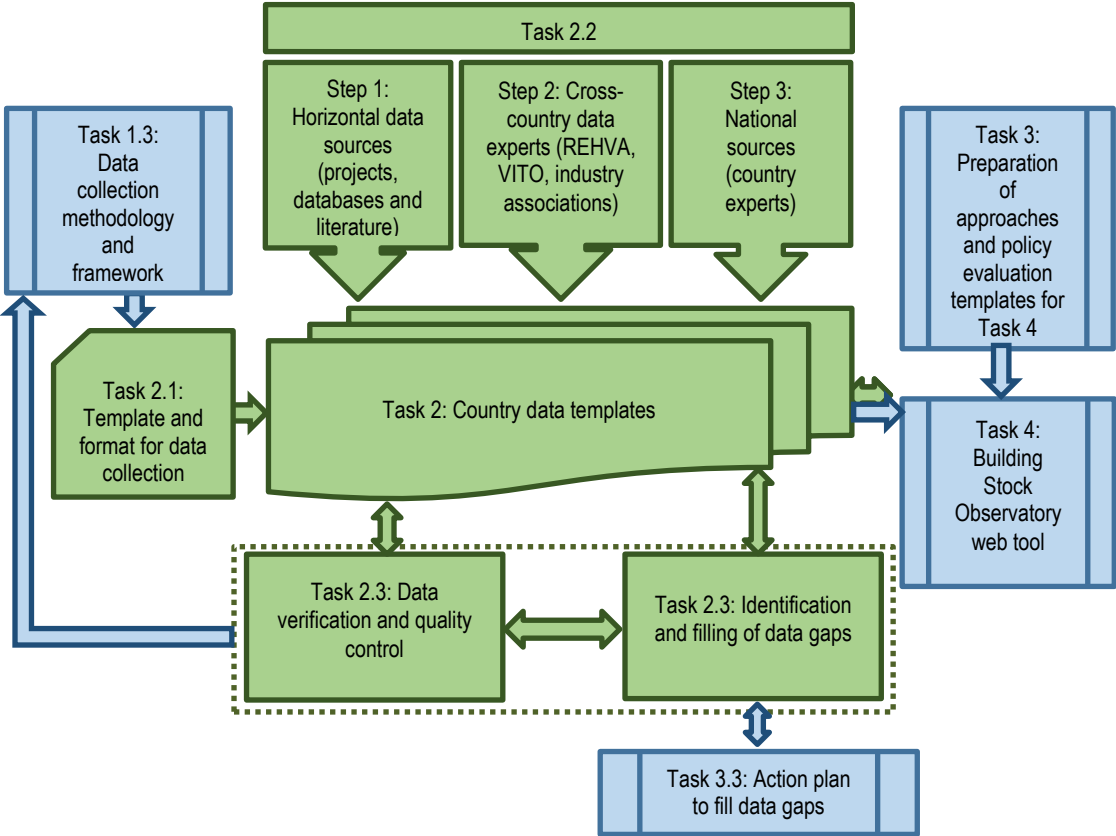 Task 2.2
Step 1:
Horizontal data
sources
(projects,
databases and
literature)
Step 2: Cross-
country data
experts (REHVA,
VITO, industry
associations)
Step 3:
National
sources
(country
experts)
Task 1.3:
Data
collection
methodology
and
framework
Task 3:
Preparation
of
approaches
and policy
evaluation
templates for
Task 4
Task 2.1:
Template and
format for data
collection
Task 2: Country data templates
Task 4:
Building
Stock
Observatory
web tool
Task 2.3: Data
verification and quality
control
Task 2.3: Identification
and filling of data gaps
Task 3.3: Action plan
to fill data gaps